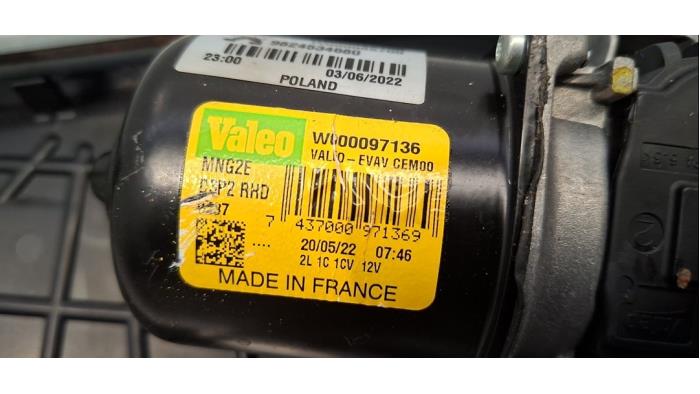 23:00
03/06/2022
POLAND
Valeo
W000097136
VALEO-EVAV CEM00
MNG2E
RHD
7 437000 971369
20/05/22 07:46
2L 1C 1CV 12V
MADE IN FRANCE